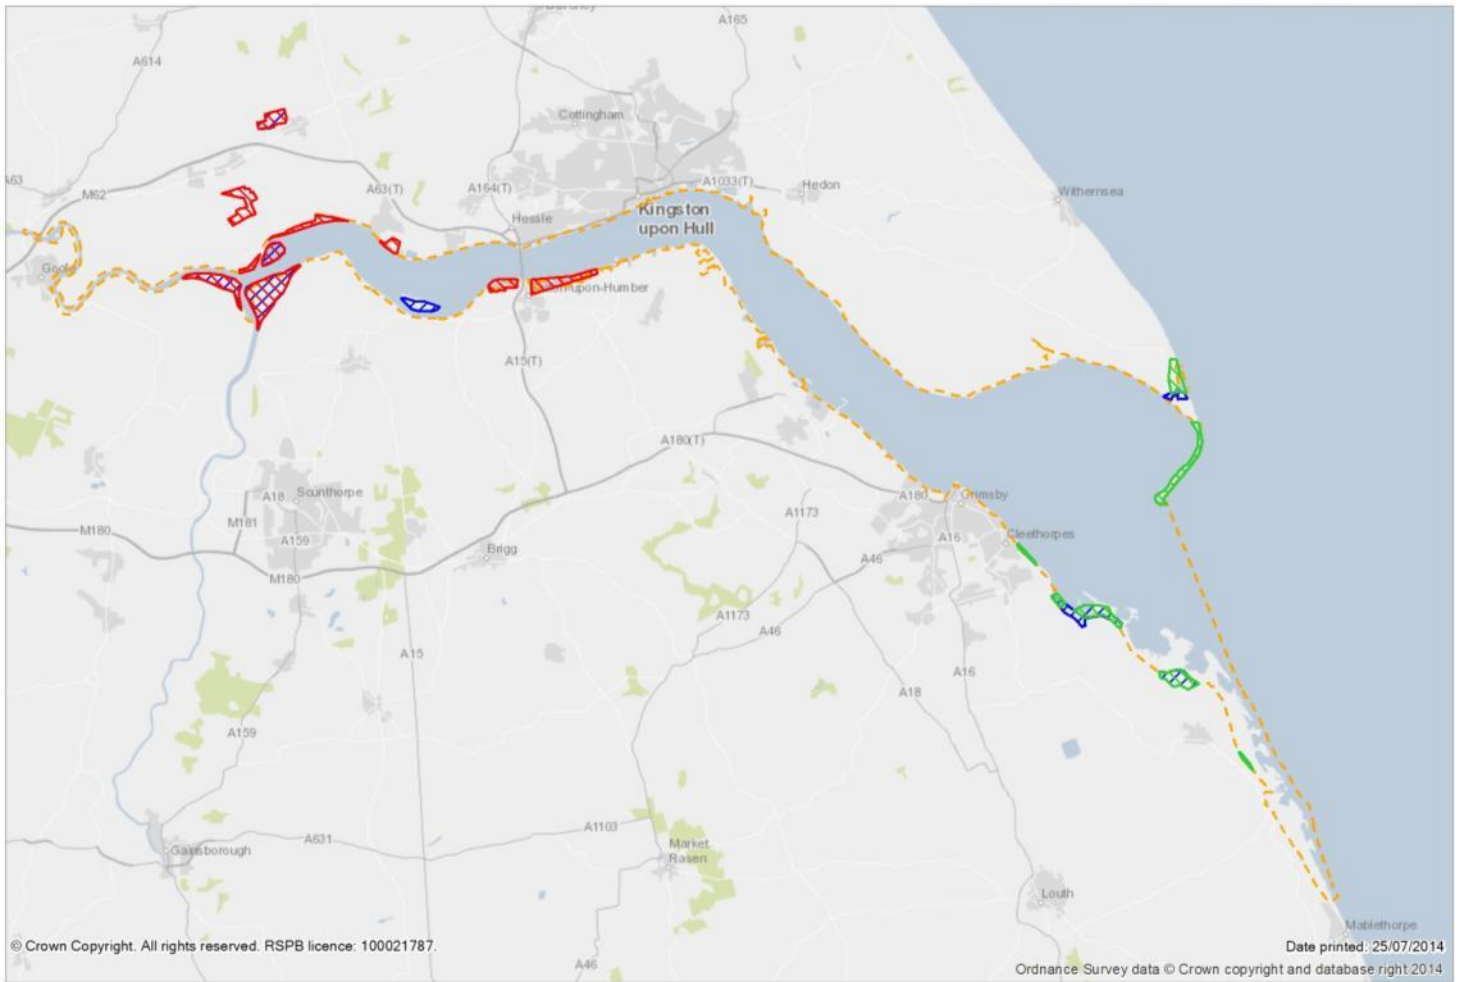 A165
A614
Cottingham
A63
M62
A63(T)
A164(T)
A1033(T)
Hedon
Withernsea
Hessle
Kingston
upon Hull
Goole
on-upon-Humber
A15(T)
A180(T)
A18
Scunthorpe
A180
Grimsby
M180
M181
A159
A1173
A16
Cleethorpes
Brigg
A46
M180
A1173
A46
A15
A16
A18
A159
A1103
A631
Gainsborough
Market
Rasen
Louth
Mablethorpe
© Crown Copyright. All rights reserved. RSPB licence: 100021787.
Date printed: 25/07/2014
A46
Ordnance Survey data © Crown copyright and database right 2014